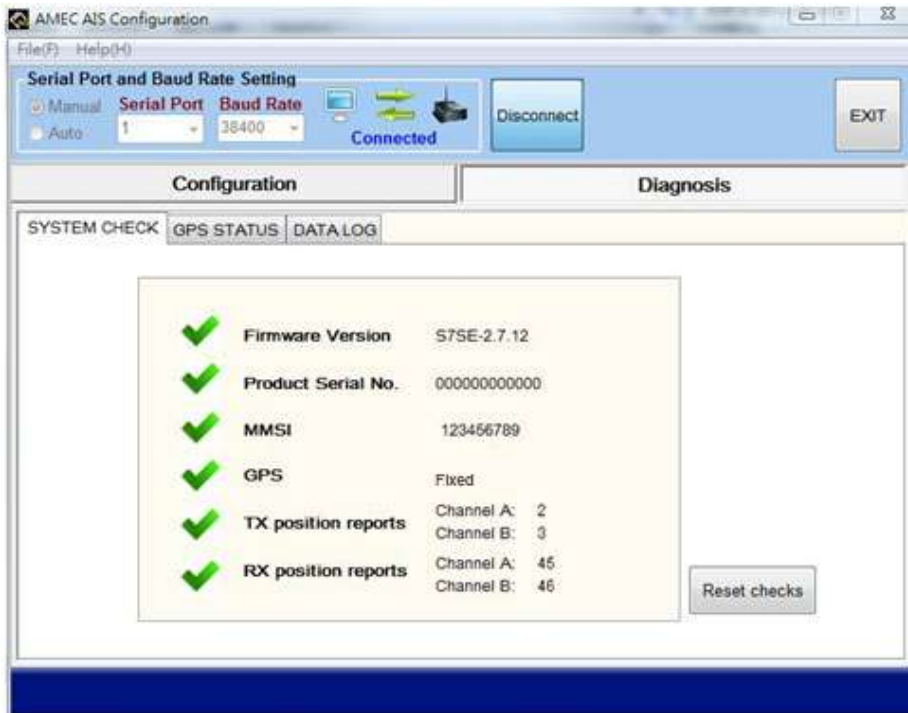 AMEC AIS Configuration
File(F) Help(H)
Serial Port and Baud Rate Setting
Manual Serial Port Baud Rate
Auto 1 38400
Connected
Disconnect
EXIT
Configuration Diagnosis
SYSTEM CHECK GPS STATUS DATA LOG
Firmware Version S7SE-2.7.12
Product Serial No. 000000000000
MMSI 123456789
GPS Fixed
TX position reports Channel A: 2
Channel B: 3
RX position reports Channel A: 45
Channel B: 46
Reset checks